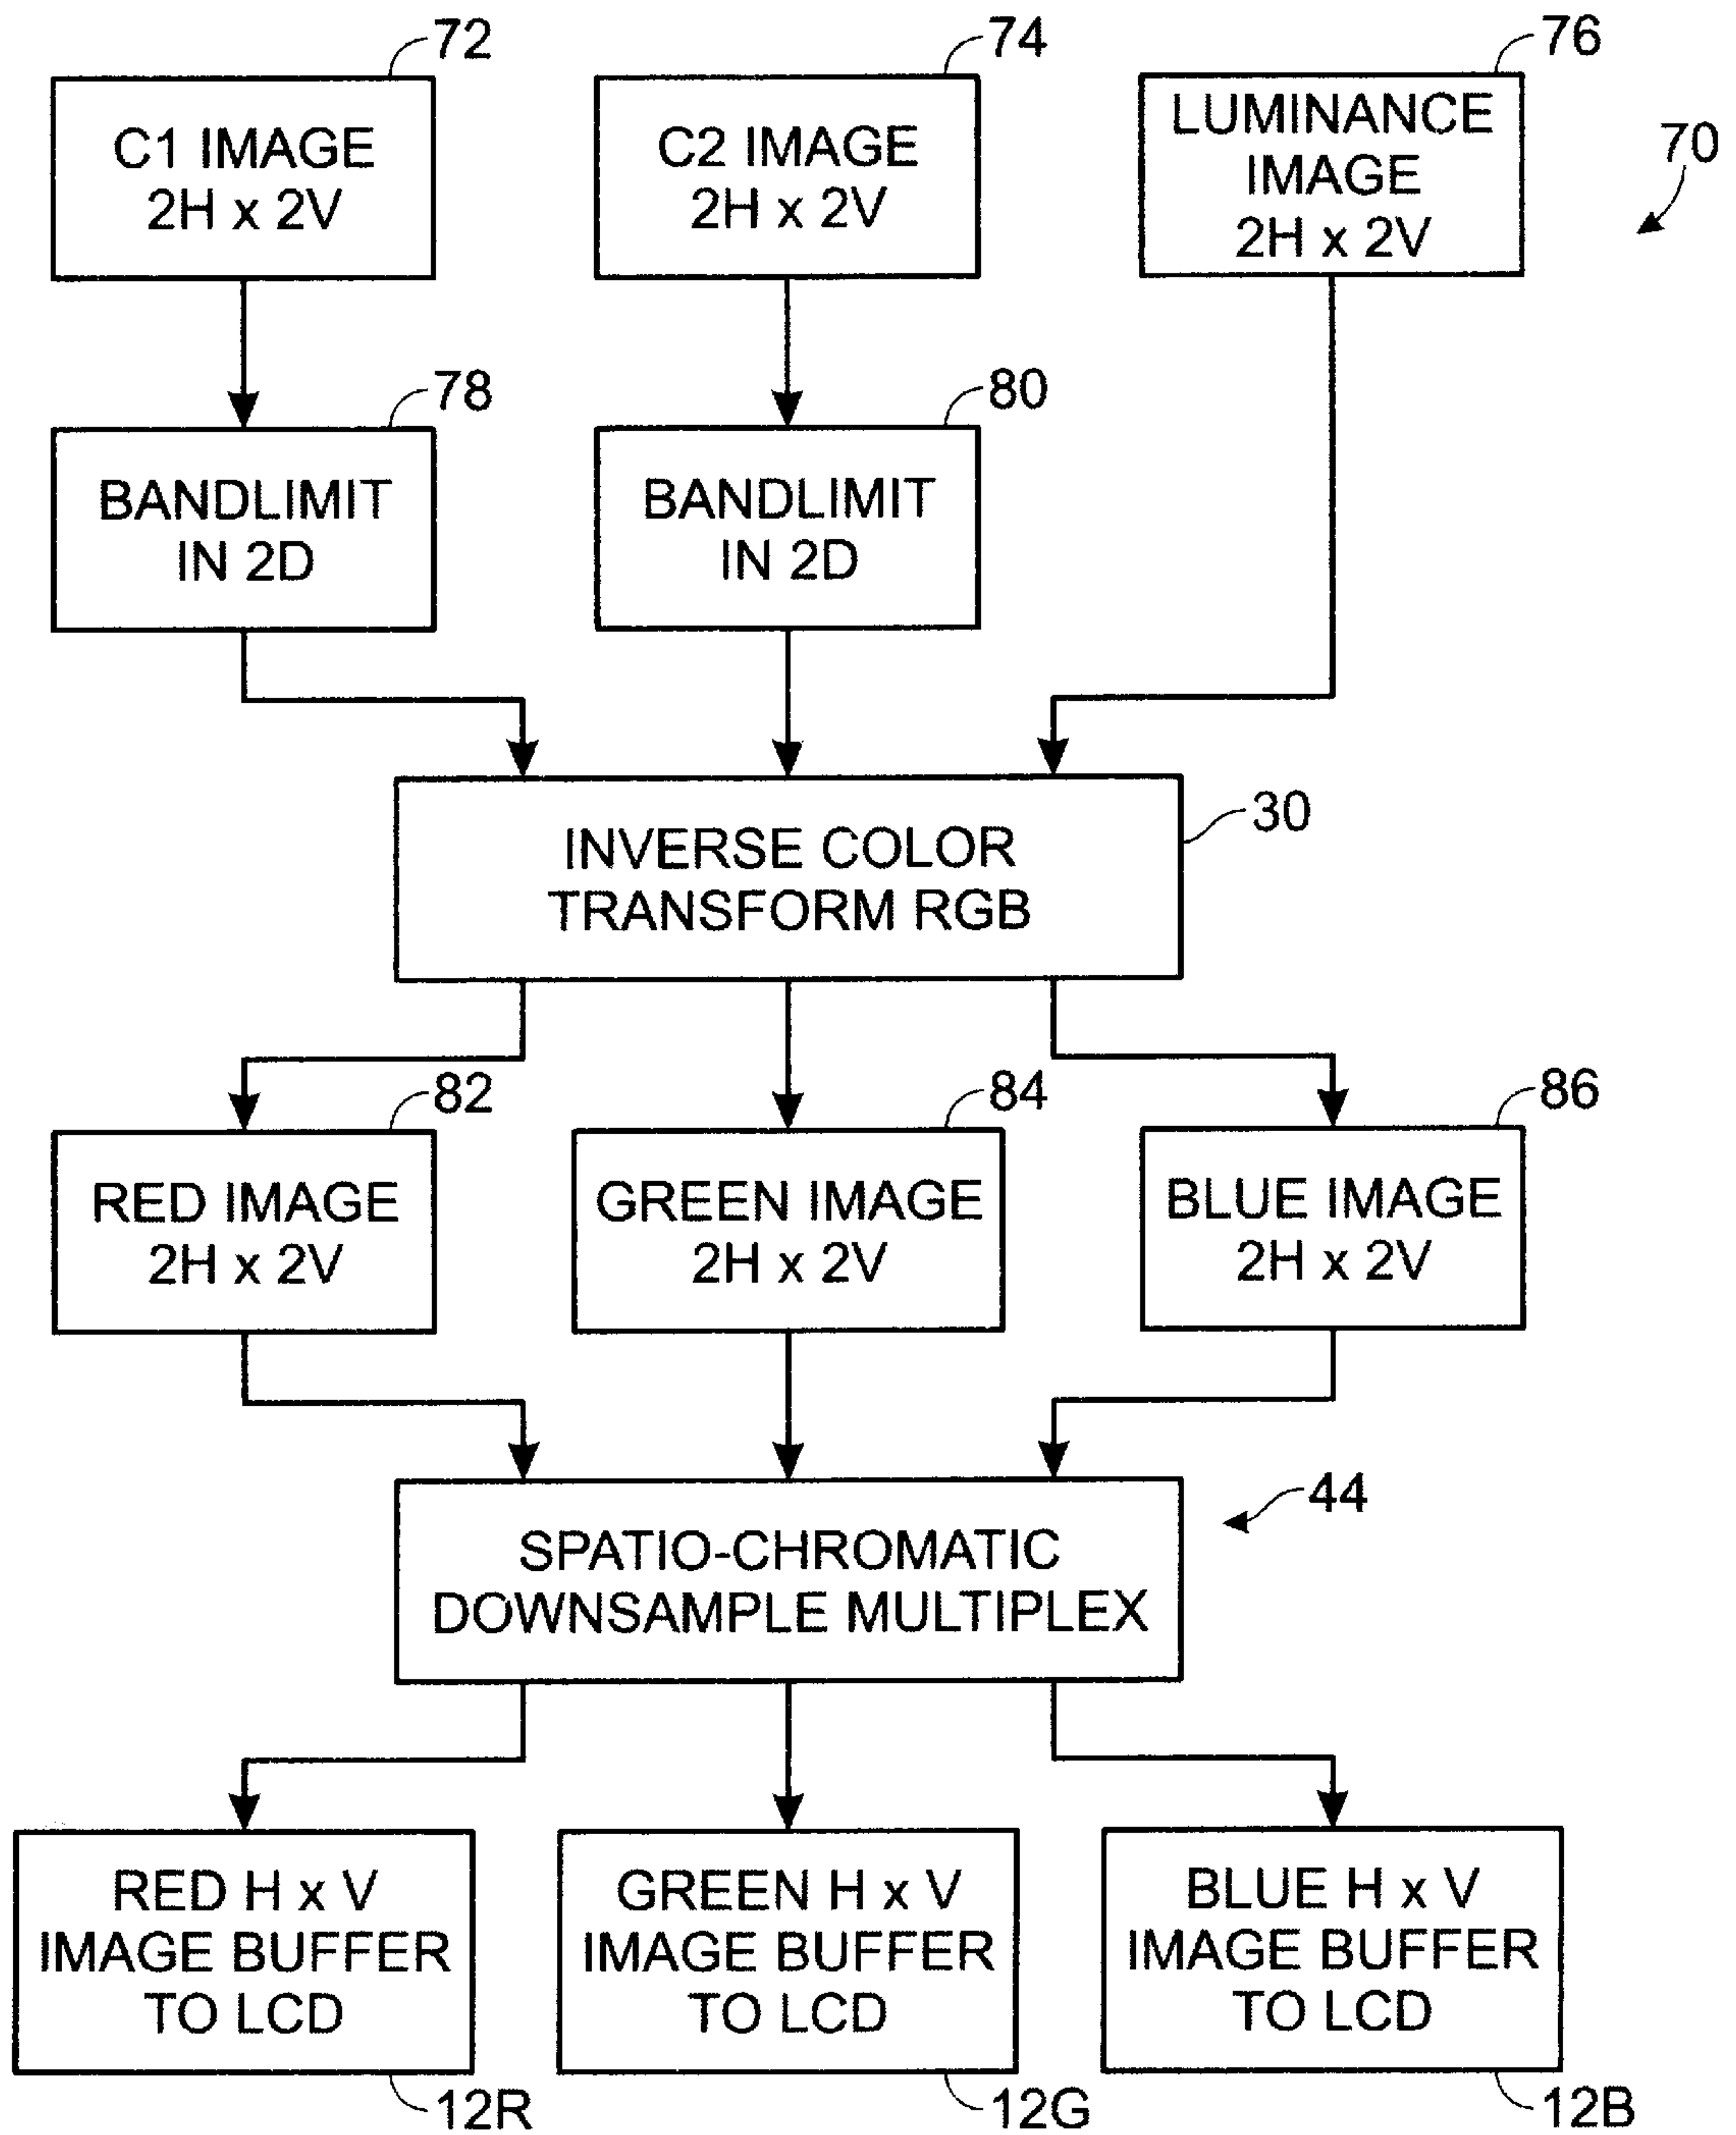 72
74
76
70
C1 IMAGE
2H x 2V
C2 IMAGE
2H x 2V
LUMINANCE
IMAGE
2H x 2V
78
80
BANDLIMIT
IN 2D
BANDLIMIT
IN 2D
30
INVERSE COLOR
TRANSFORM RGB
82
84
86
RED IMAGE
2H x 2V
GREEN IMAGE
2H x 2V
BLUE IMAGE
2H x 2V
44
SPATIO-CHROMATIC
DOWNSAMPLE MULTIPLEX
RED H x V
IMAGE BUFFER
TO LCD
GREEN H x V
IMAGE BUFFER
TO LCD
BLUE H x V
IMAGE BUFFER
TO LCD
12R
12G
12B